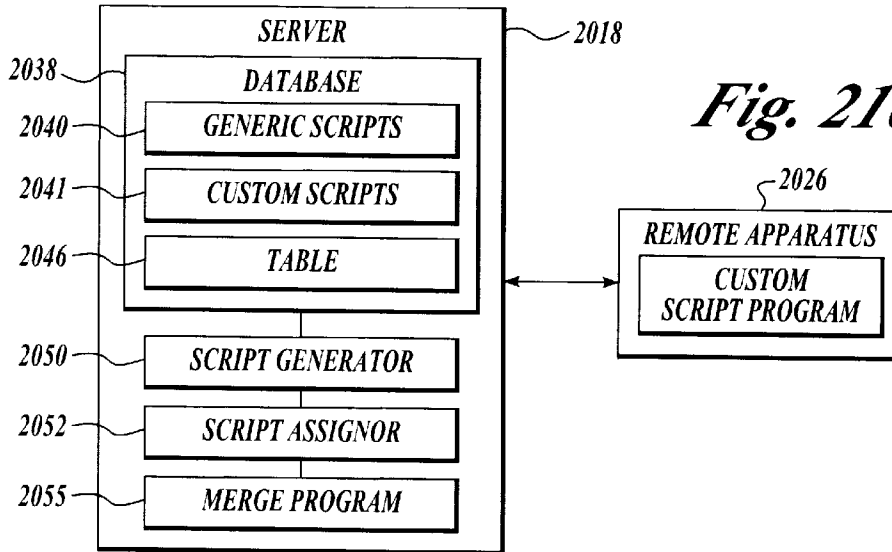 SERVER
2018
2038
DATABASE
2040
GENERIC SCRIPTS
2041
CUSTOM SCRIPTS
2046
TABLE
2050
SCRIPT GENERATOR
2052
SCRIPT ASSIGNOR
2055
MERGE PROGRAM
Fig.
2026
REMOTE APPARATUS
CUSTOM
SCRIPT PROGRAM